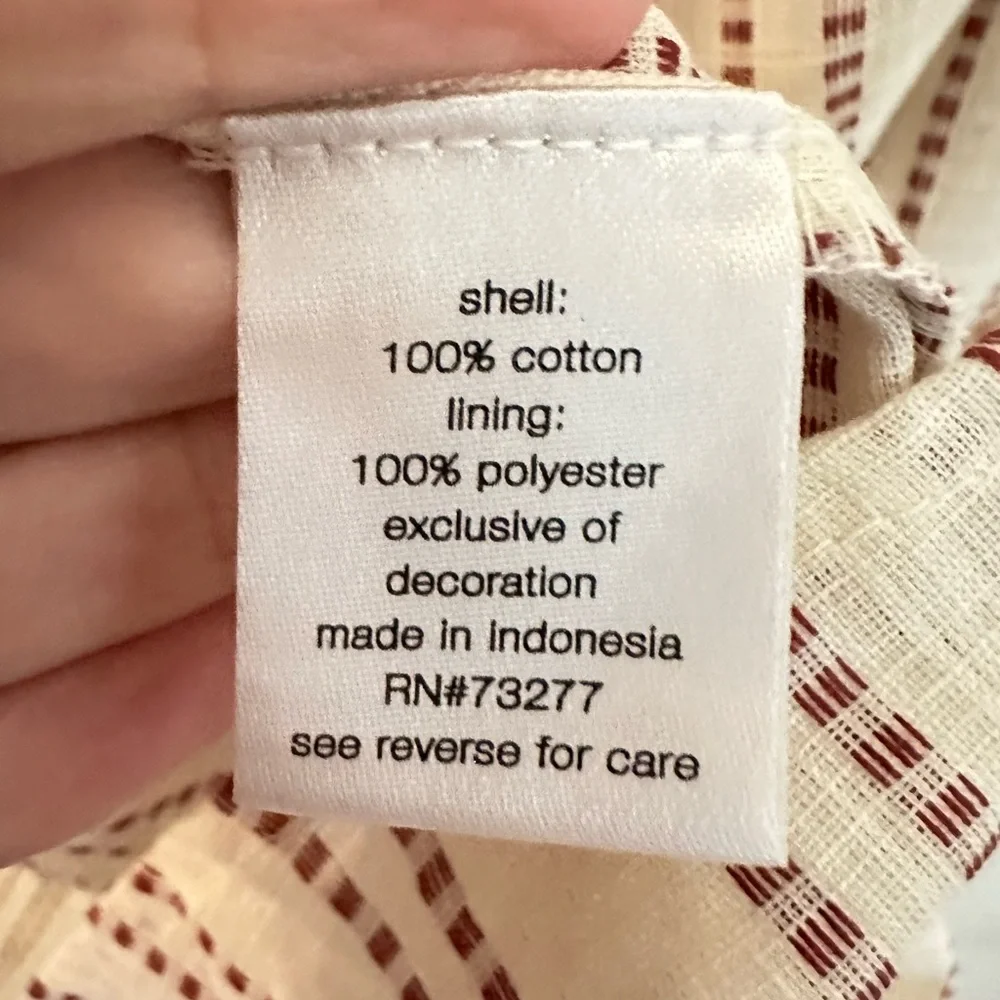 shell:
100% cotton
lining:
100% polyester
exclusive of
decoration
made in indonesia
RN#73277
see reverse for care